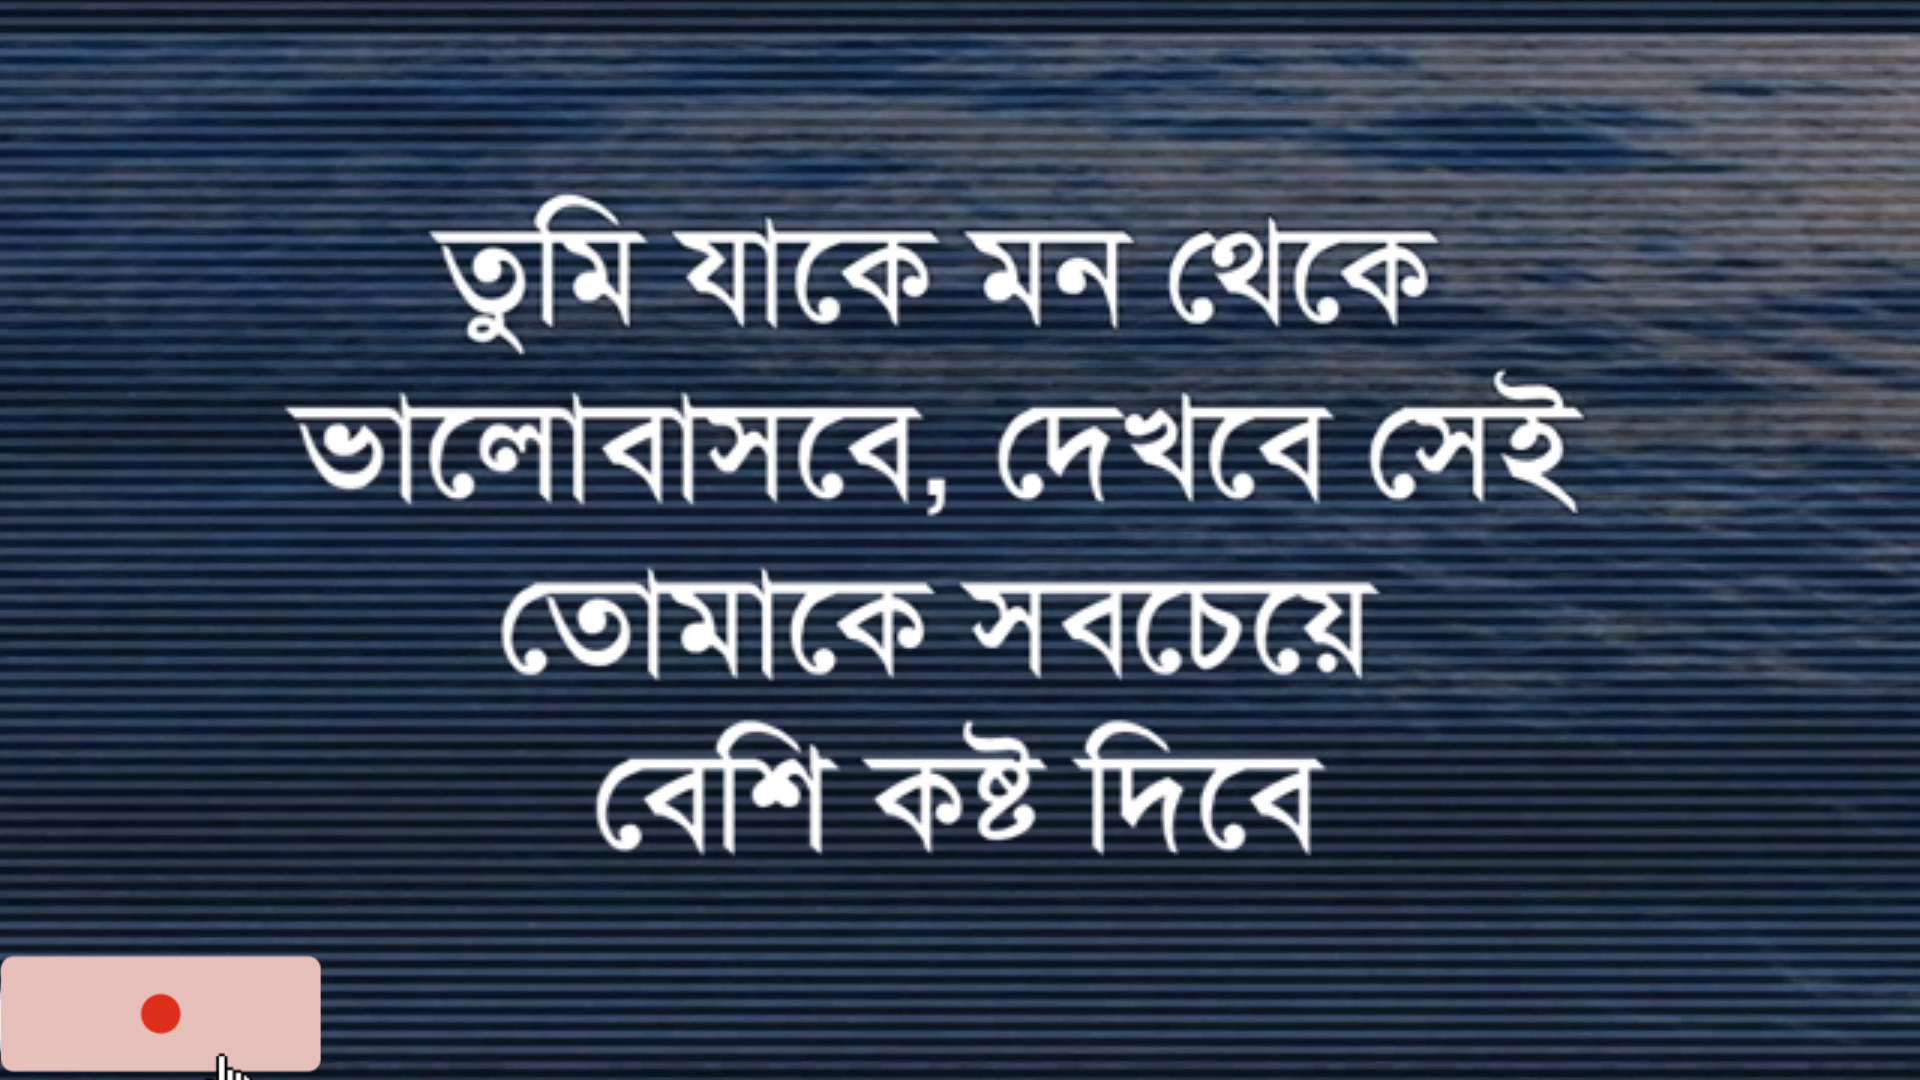 তুমি যাকে মন থেকে
ভালোবাসবে, দেখবে সেই
তোমাকে সবচেয়ে
বেশি কষ্ট দিবে